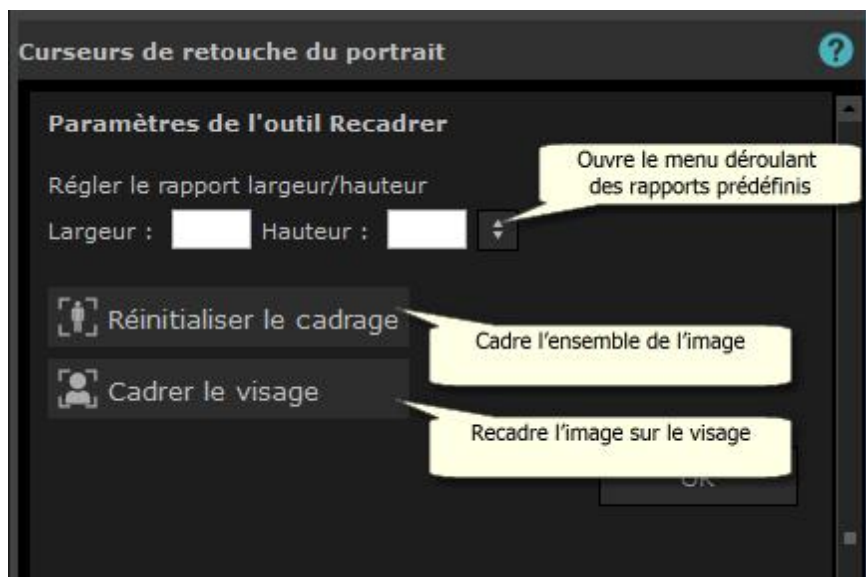 Curseurs de retouche du portrait
?
Paramètres de l'outil Recadrer
Ouvre le menu déroulant
des rapports prédéfinis
Régler le rapport largeur/hauteur
Largeur :
Hauteur :
Réinitialiser le cadrage
Cadre l’ensemble de l’image
Cadrer le visage
Recadre l’image sur le visage
OK